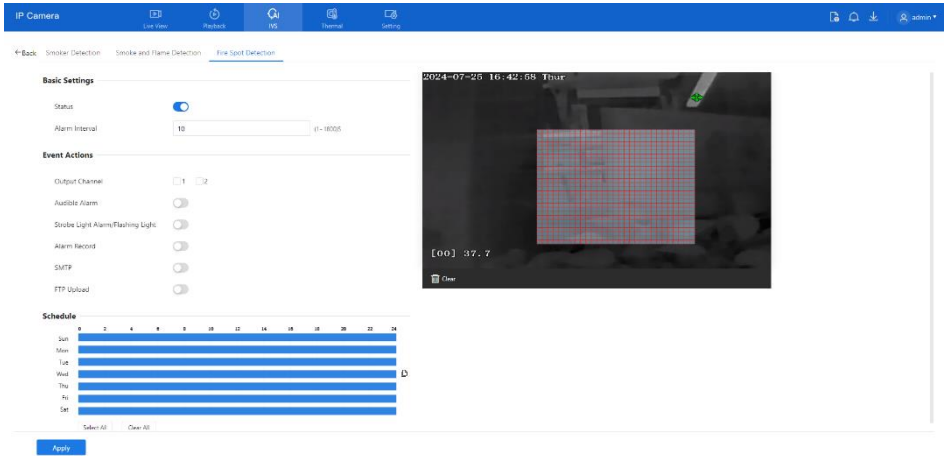 IP Camera
Live View
Playback
IVS
Thermal
Setting
admin
Back Smoker Detection Smoke and Flame Detection Fire Spot Detection
Basic Settings
Status
Alarm Interval 10 (1-1800)S
Event Actions
Output Channel 1 2
Audible Alarm
Strobe Light Alarm/Flashing Light
Alarm Record
SMTP
FTP Upload
Schedule
0 2 4 6 8 10 12 14 16 18 20 22 24
Sun
Mon
Tue
Wed
Thu
Fri
Sat
Select All Clear All
Apply
2024-07-25 16:42:58 Thur
[00] 37.7
Clear